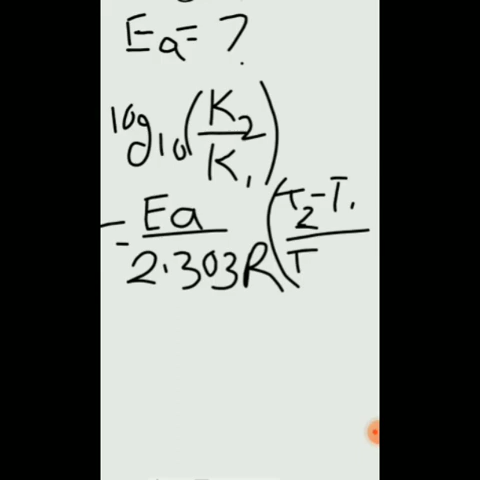 Ea = ?
log10(K2/K1)
= Ea/2.303R (T2-T1/T